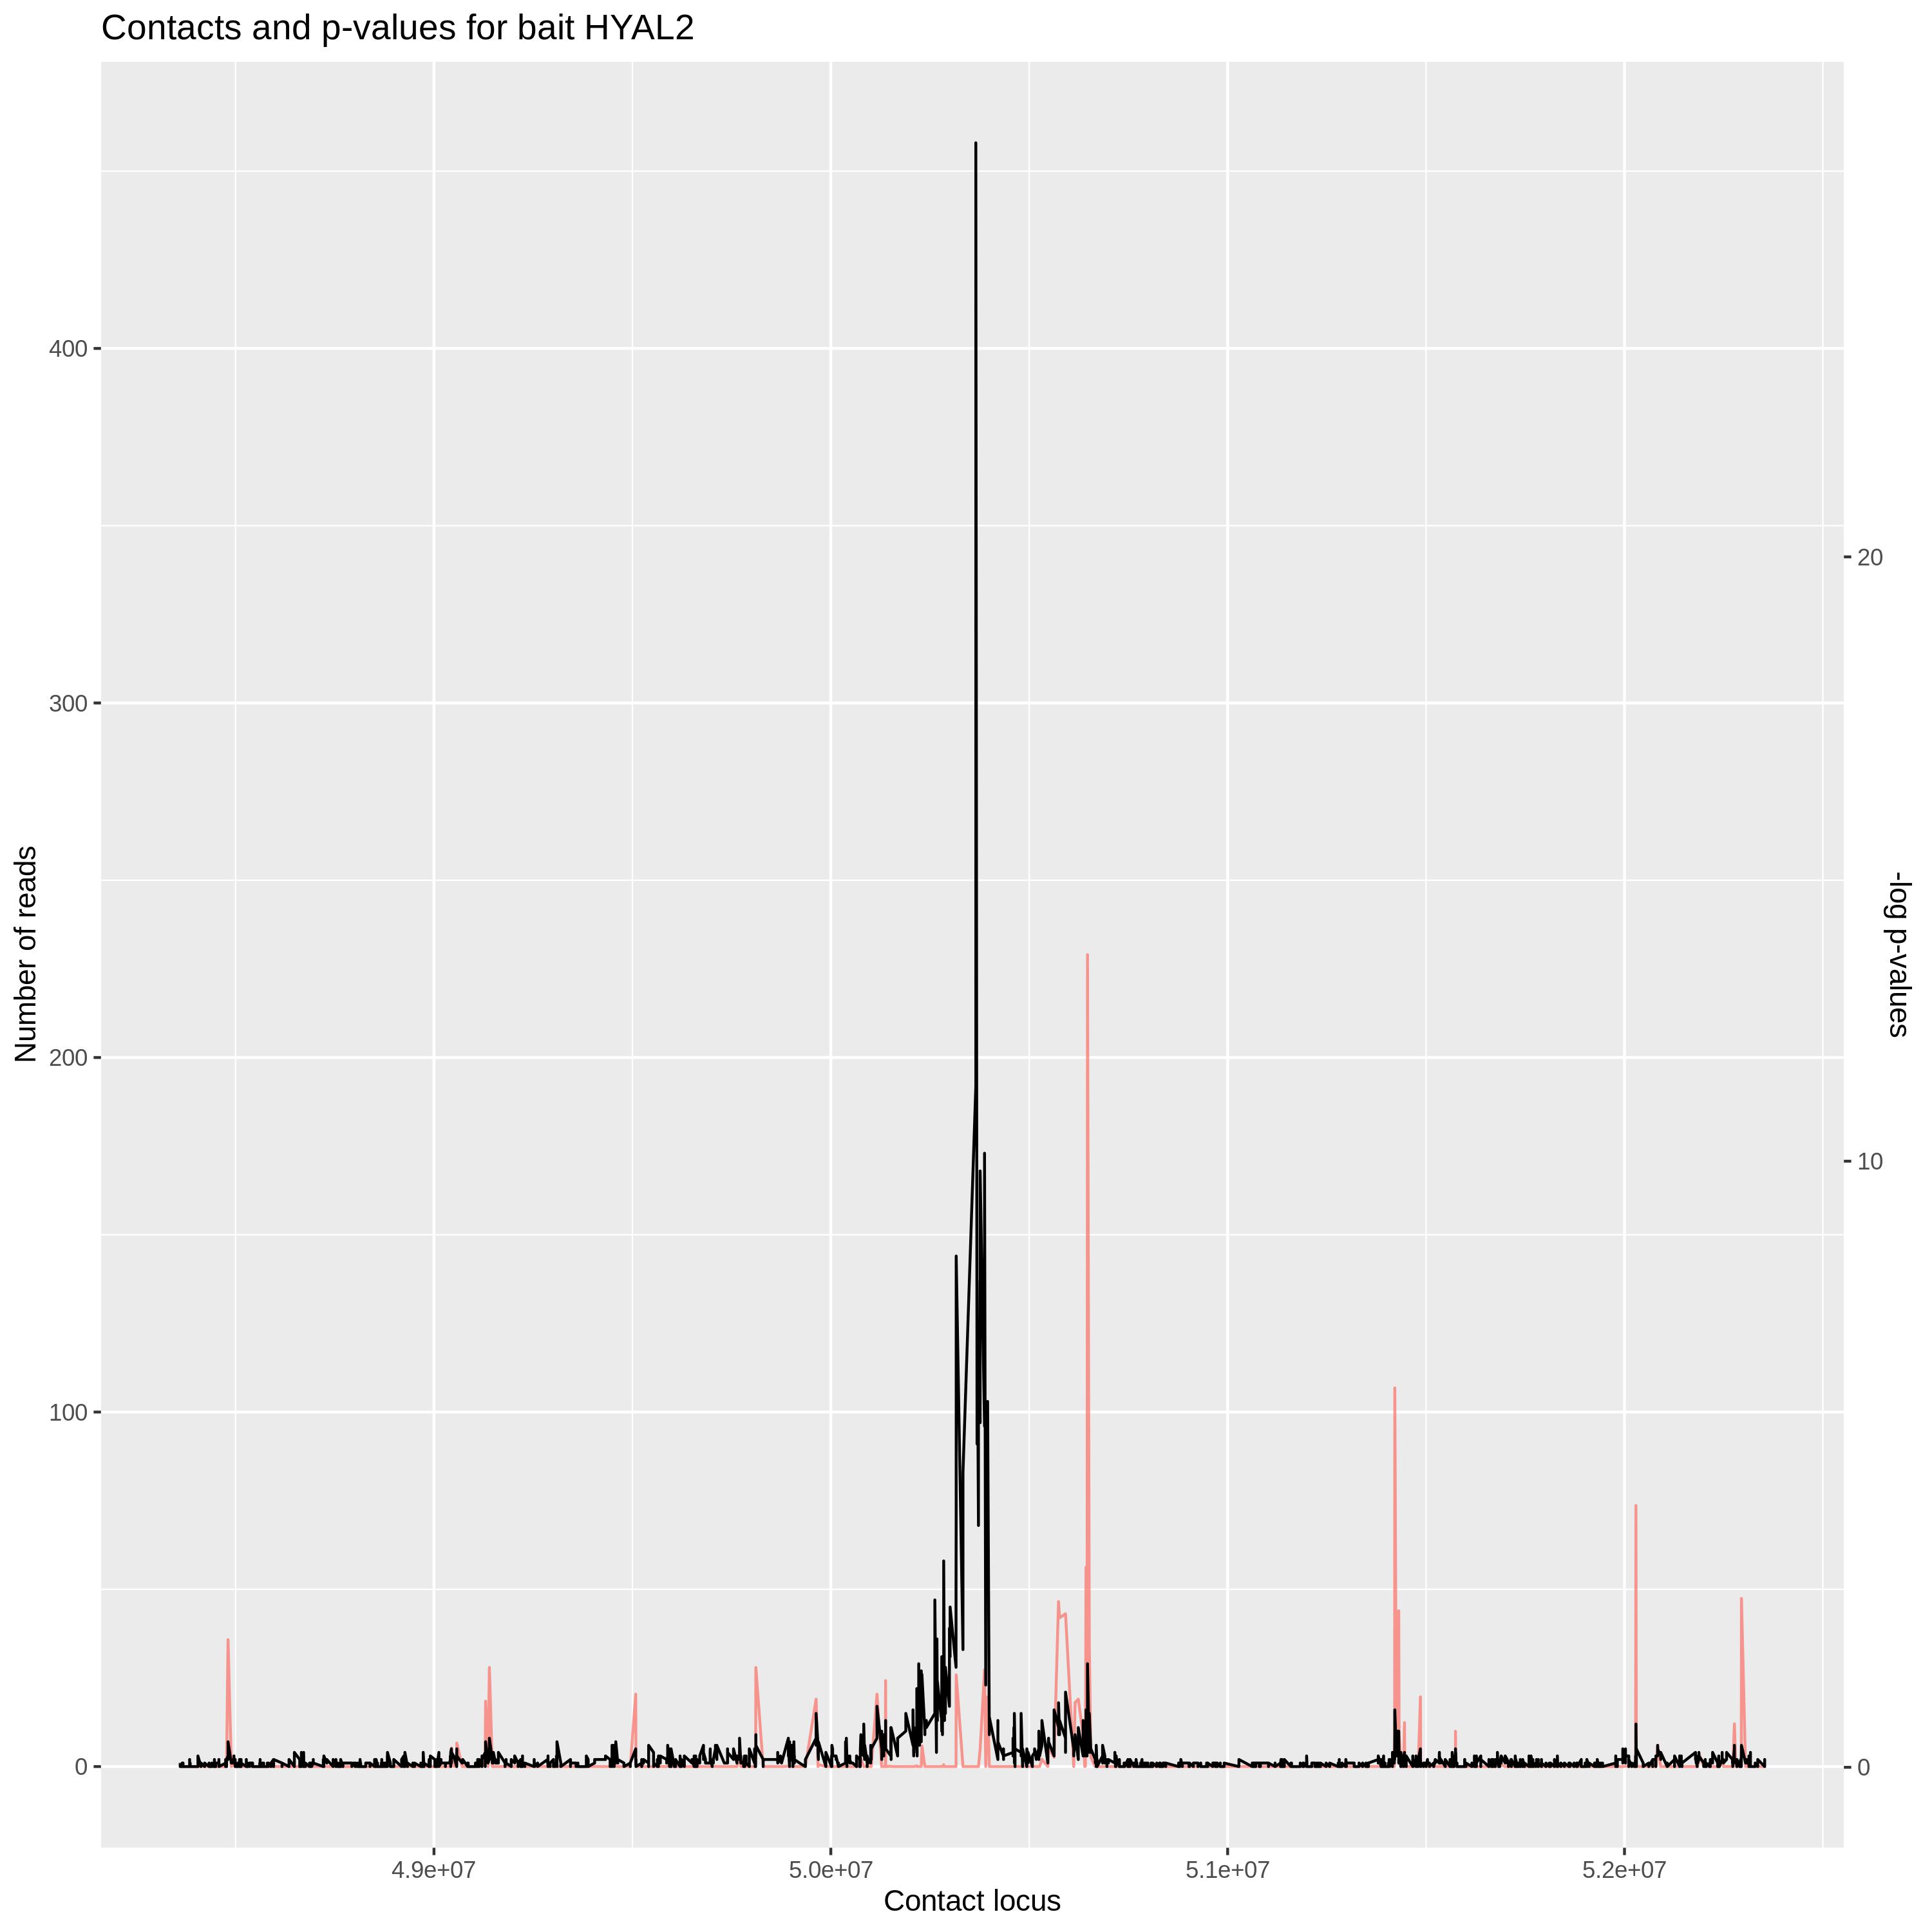 Contacts and p-values for bait HYAL2
400
300
200
100
0
Number of reads
20
10
0
-log p-values
4.9e+07
5.0e+07
5.1e+07
5.2e+07
Contact locus